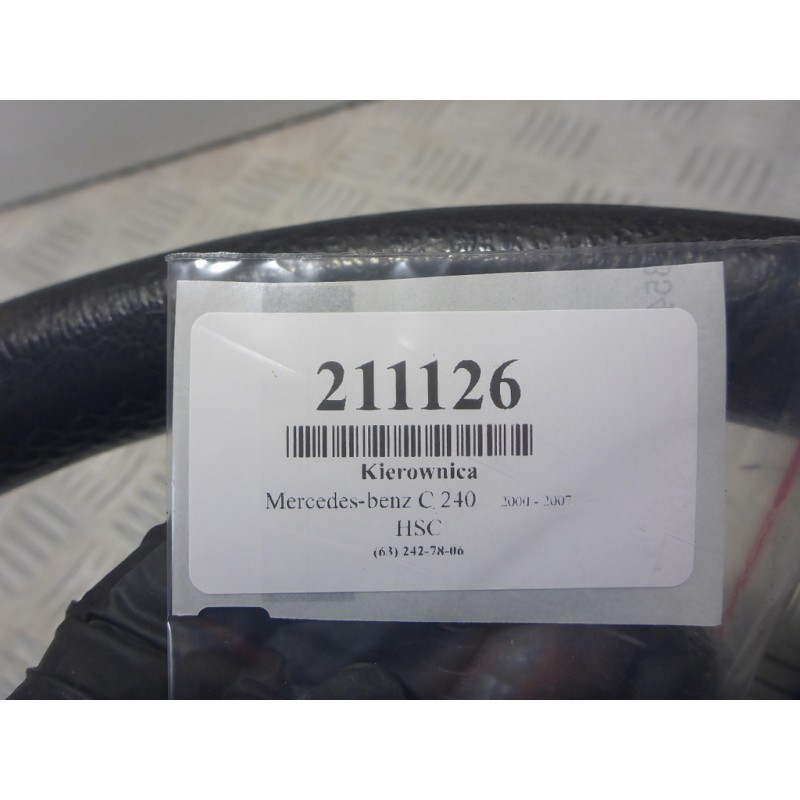 211126
Kierownica
Mercedes-benz C 240 2000 - 2007
HSC
(63) 242-78-06